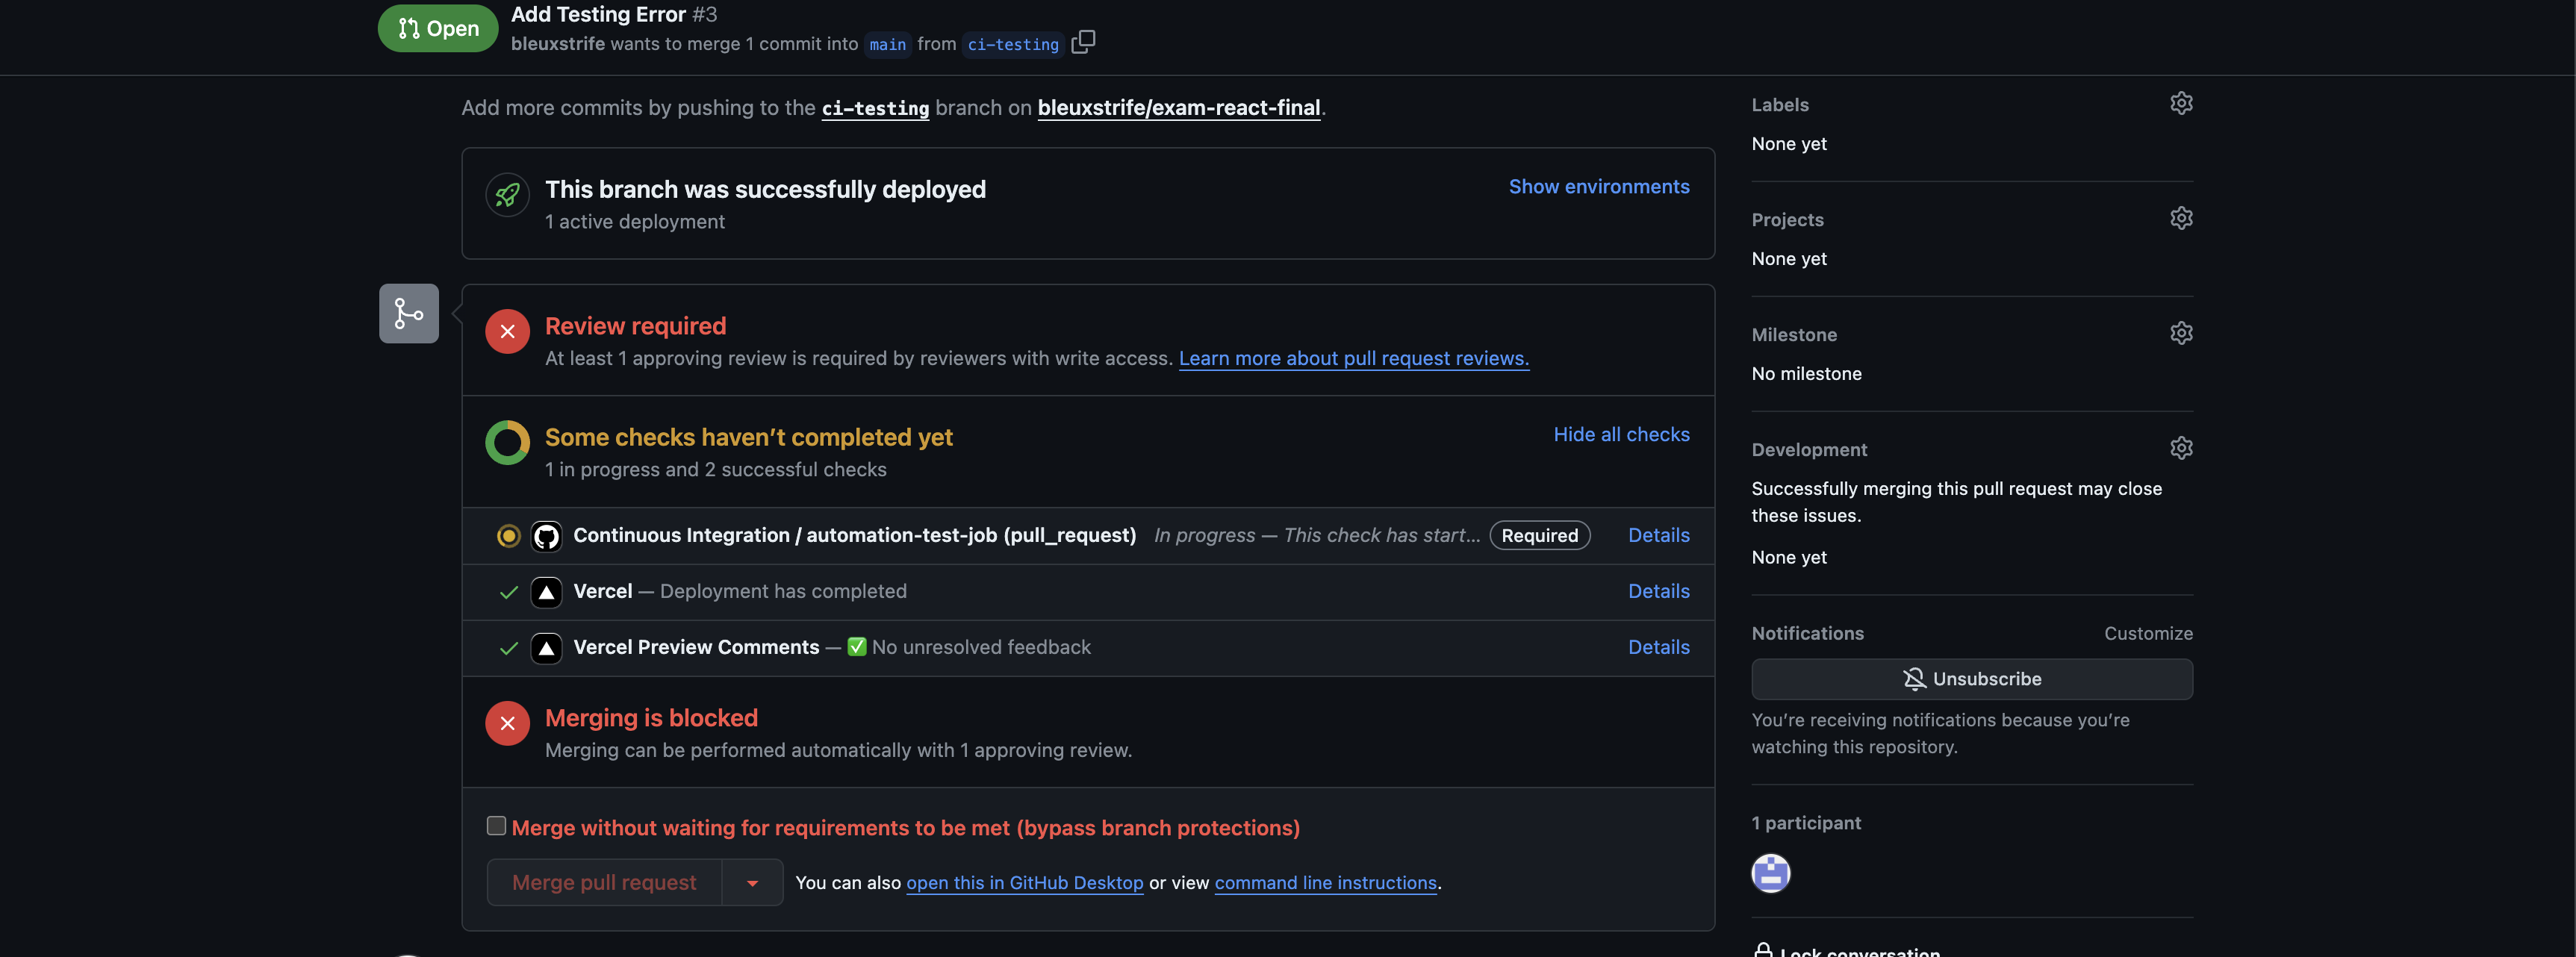 Open
Add Testing Error #3
bleuxstrife wants to merge 1 commit into main from ci-testing
Add more commits by pushing to the ci-testing branch on bleuxstrife/exam-react-final.
This branch was successfully deployed
1 active deployment
Show environments
Review required
At least 1 approving review is required by reviewers with write access. Learn more about pull request reviews.
Some checks haven't completed yet
1 in progress and 2 successful checks
Hide all checks
Continuous Integration / automation-test-job (pull_request) In progress — This check has start... Required Details
Vercel — Deployment has completed Details
Vercel Preview Comments — ✅ No unresolved feedback Details
Merging is blocked
Merging can be performed automatically with 1 approving review.
Merge without waiting for requirements to be met (bypass branch protections)
Merge pull request
You can also open this in GitHub Desktop or view command line instructions.
Labels
None yet
Projects
None yet
Milestone
No milestone
Development
Successfully merging this pull request may close
these issues.
None yet
Notifications
Customize
Unsubscribe
You're receiving notifications because you're
watching this repository.
1 participant
Lock conversation